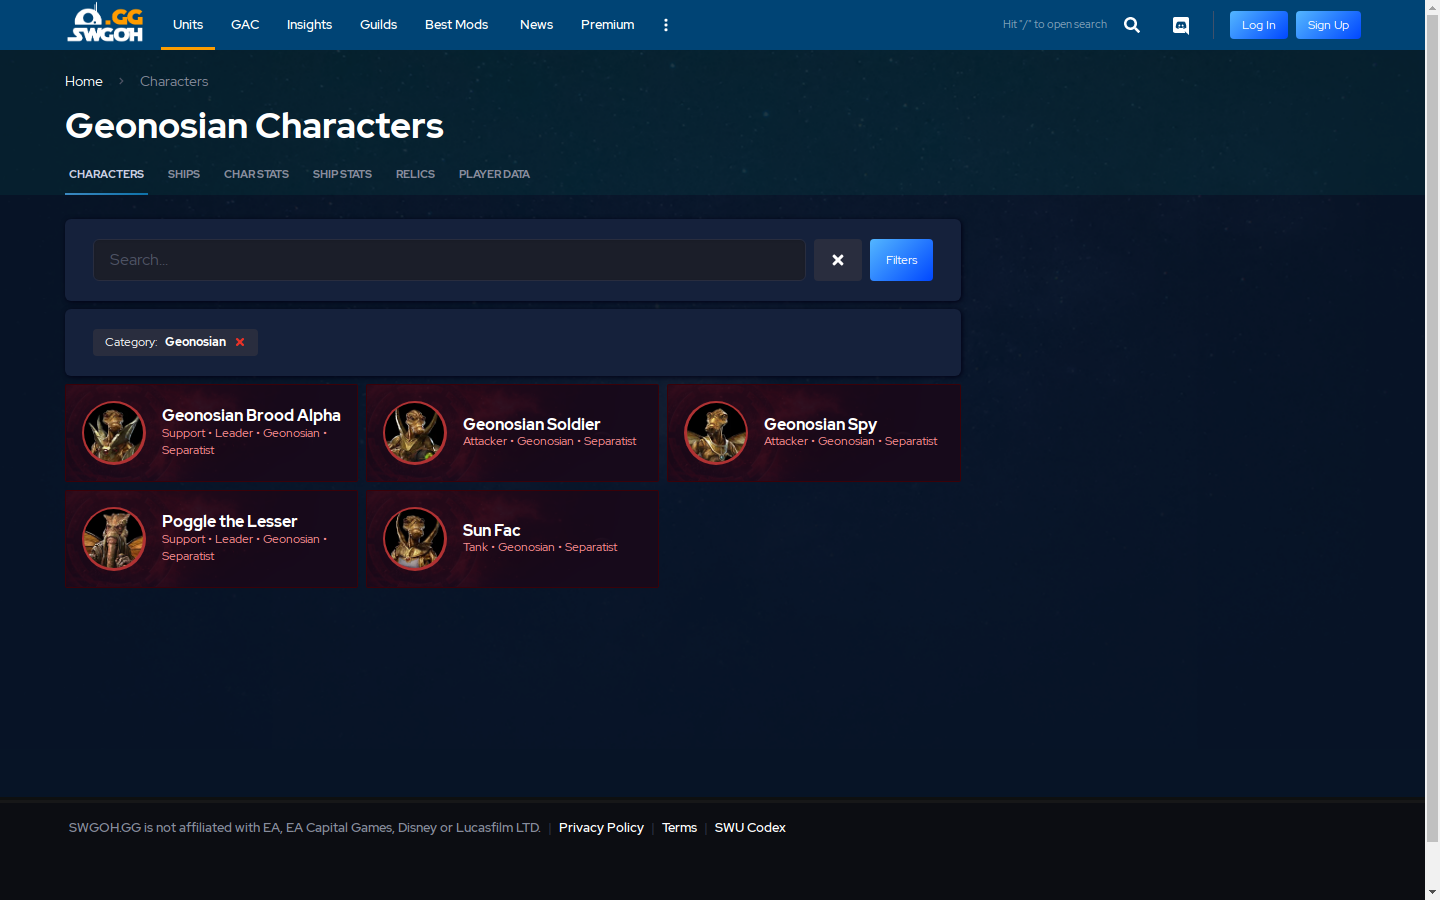 .GG
SWGOH
Units
GAC
Insights
Guilds
Best Mods
News
Premium
Hit "/" to open search
Log In
Sign Up
Home
Characters
Geonosian Characters
CHARACTERS
SHIPS
CHAR STATS
SHIP STATS
RELICS
PLAYER DATA
Search...
Filters
Category: Geonosian
Geonosian Brood Alpha
Support • Leader • Geonosian •
Separatist
Geonosian Soldier
Attacker • Geonosian • Separatist
Geonosian Spy
Attacker • Geonosian • Separatist
Poggle the Lesser
Support • Leader • Geonosian •
Separatist
Sun Fac
Tank • Geonosian • Separatist
SWGOH.GG is not affiliated with EA, EA Capital Games, Disney or Lucasfilm LTD. | Privacy Policy | Terms | SWU Codex